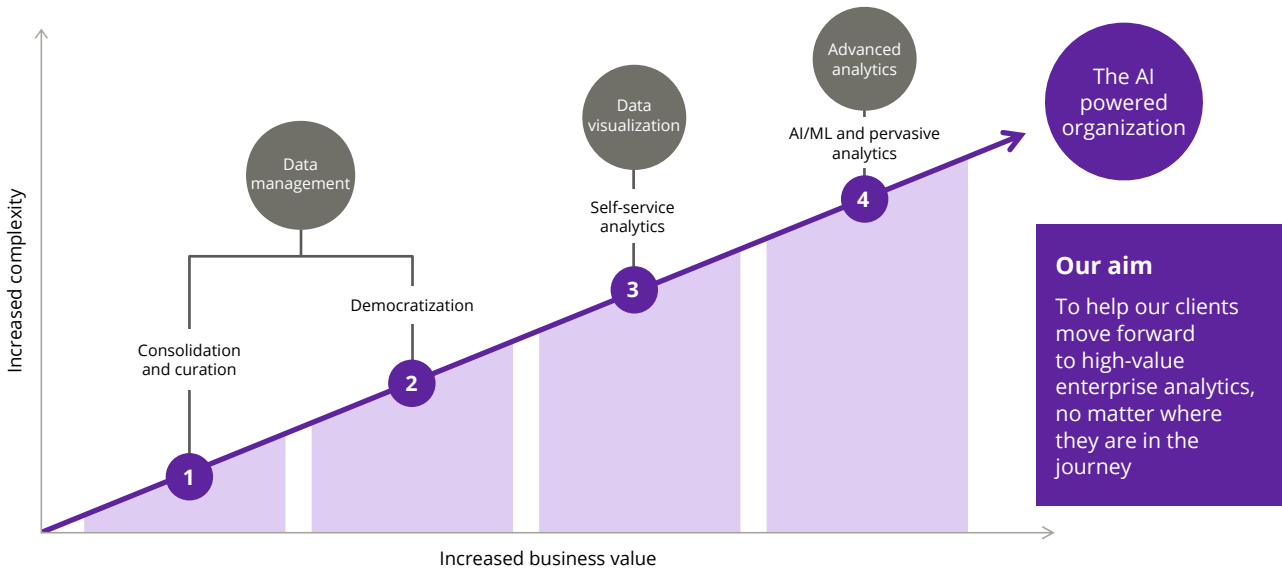 Increased complexity
Data
management
Consolidation
and curation
1
Democratization
2
Data
visualization
Self-service
analytics
3
Advanced
analytics
AI/ML and pervasive
analytics
4
The AI
powered
organization
Our aim
To help our clients
move forward
to high-value
enterprise analytics,
no matter where
they are in the
journey
Increased business value